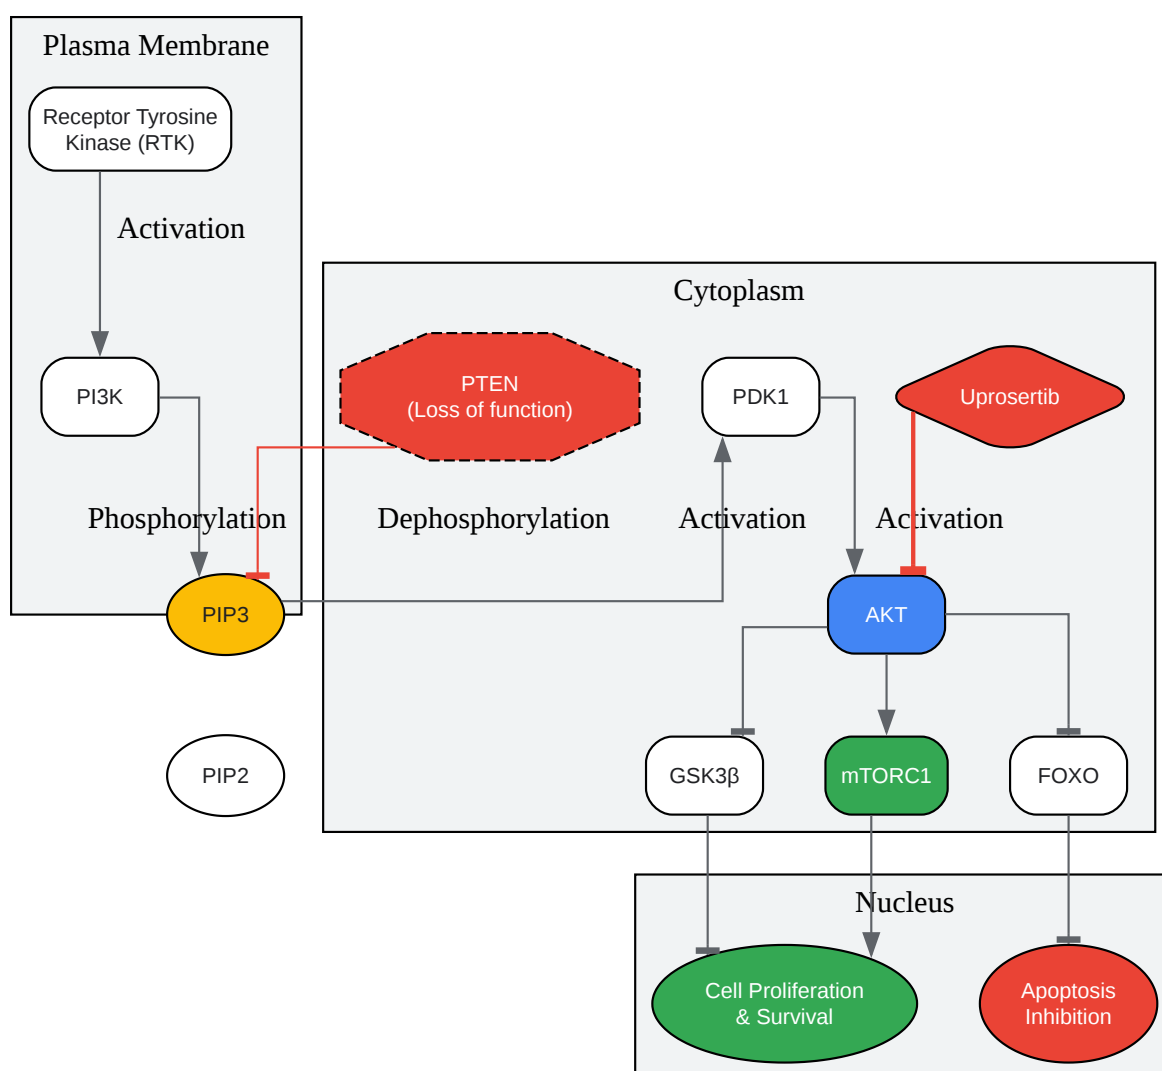 Plasma Membrane
Receptor Tyrosine
Kinase (RTK)
Activation
Cytoplasm
PI3K
PTEN
(Loss of function)
PDK1
Uprosertib
Phosphorylation
Dephosphorylation
Activation
Activation
PIP3
AKT
PIP2
GSK3β
mTORC1
FOXO
Nucleus
Cell Proliferation
& Survival
Apoptosis
Inhibition